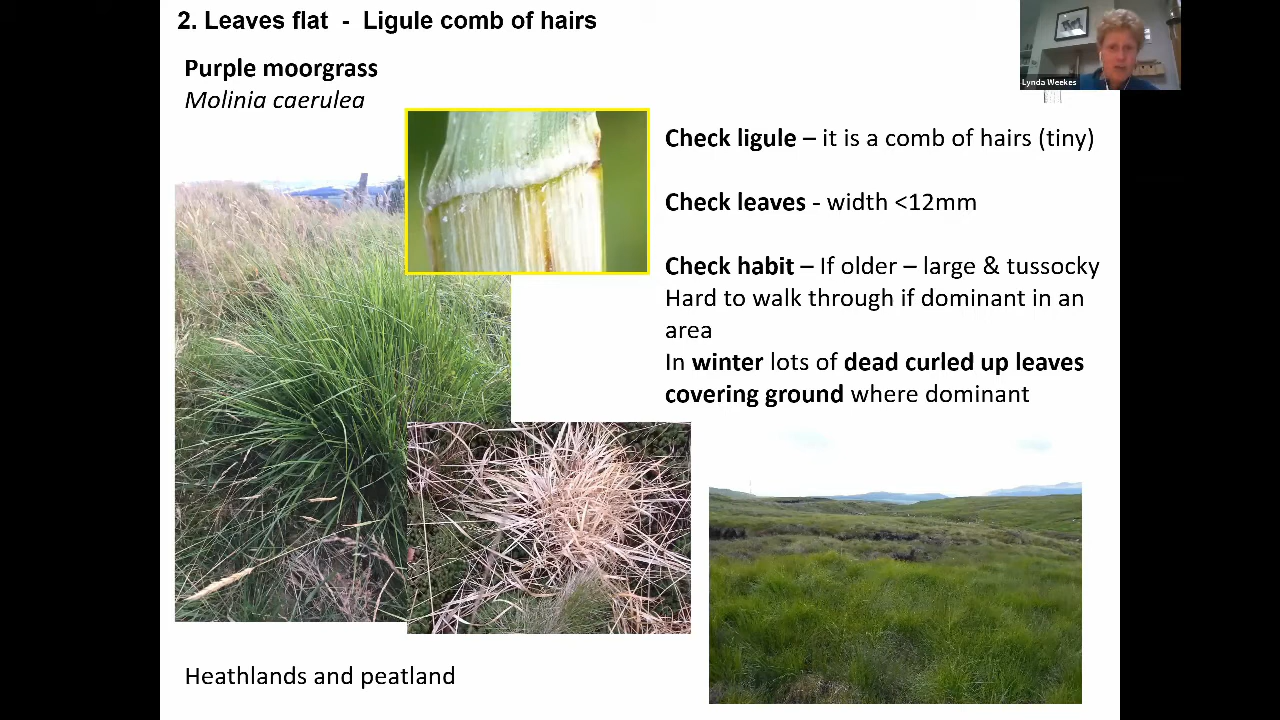 2. Leaves flat - Ligule comb of hairs
Purple moorgrass
Molinia caerulea
Lynda Weekes
Check ligule – it is a comb of hairs (tiny)
Check leaves - width <12mm
Check habit – If older – large & tussocky
Hard to walk through if dominant in an
area
In winter lots of dead curled up leaves
covering ground where dominant
Heathlands and peatland